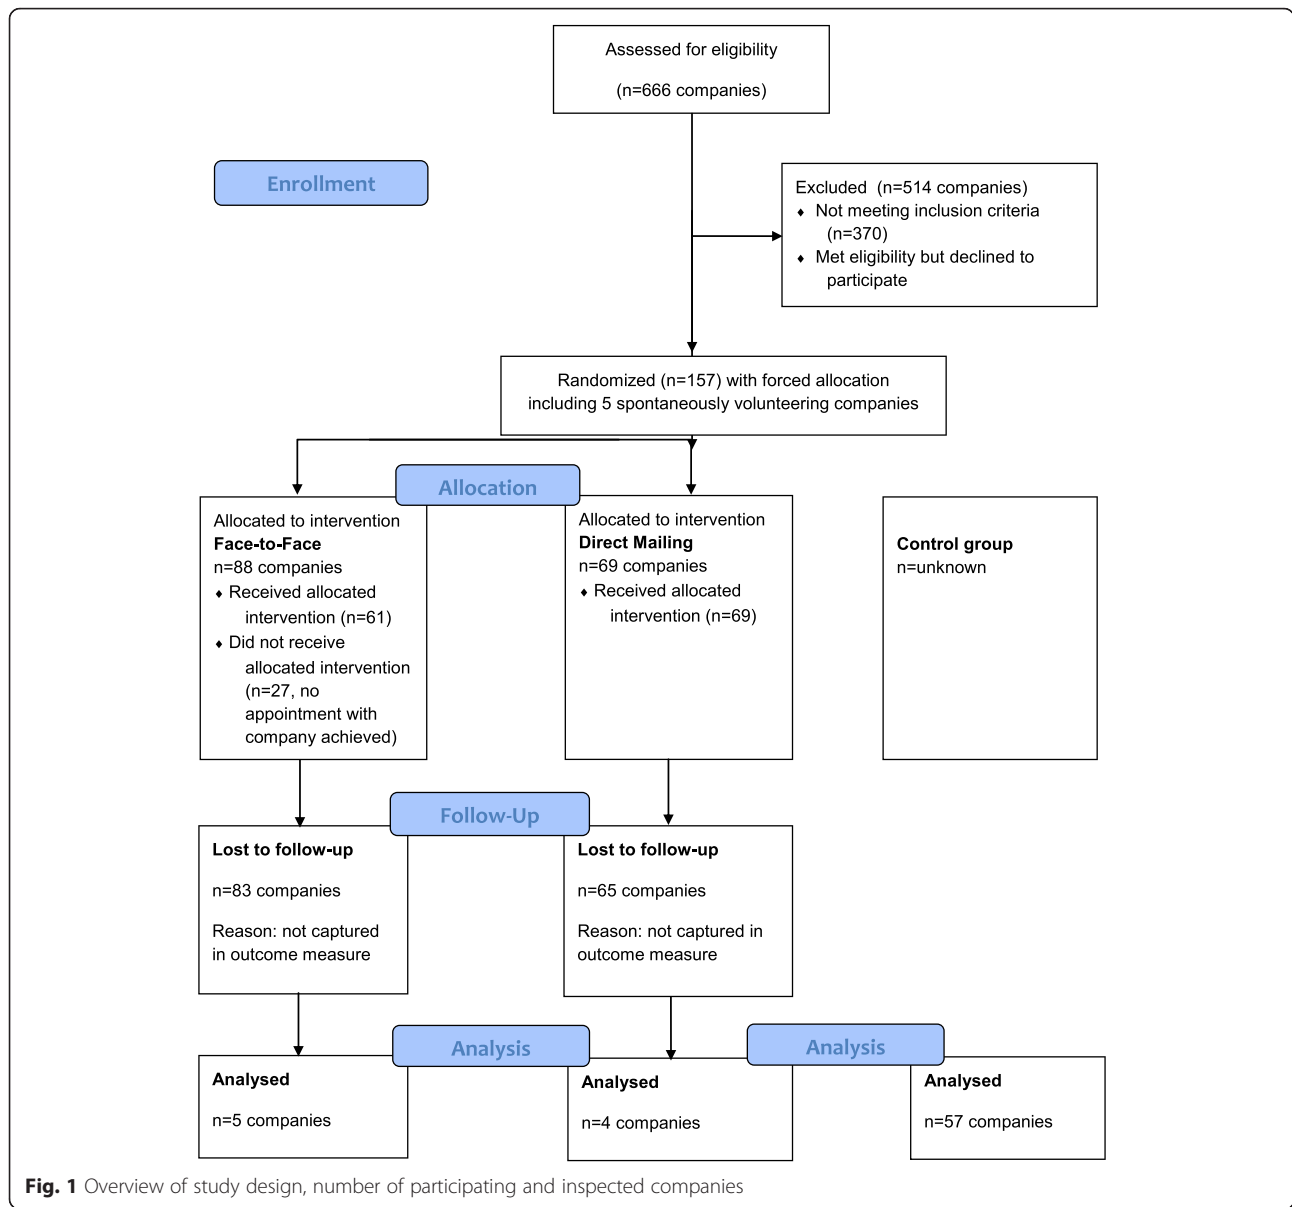 Assessed for eligibility
(n=666 companies)
Enrollment
Excluded (n=514 companies)
♦ Not meeting inclusion criteria
(n=370)
♦ Met eligibility but declined to
participate
Randomized (n=157) with forced allocation
including 5 spontaneously volunteering companies
Allocation
Allocated to intervention
Face-to-Face
n=88 companies
♦ Received allocated
intervention (n=61)
♦ Did not receive
allocated intervention
(n=27, no
appointment with
company achieved)
Allocated to intervention
Direct Mailing
n=69 companies
♦ Received allocated
intervention (n=69)
Control group
n=unknown
Follow-Up
Lost to follow-up
n=83 companies
Reason: not captured
in outcome measure
Lost to follow-up
n=65 companies
Reason: not captured in
outcome measure
Analysis
Analysis
Analysed
n=5 companies
Analysed
n=4 companies
Analysed
n=57 companies
Fig. 1 Overview of study design, number of participating and inspected companies